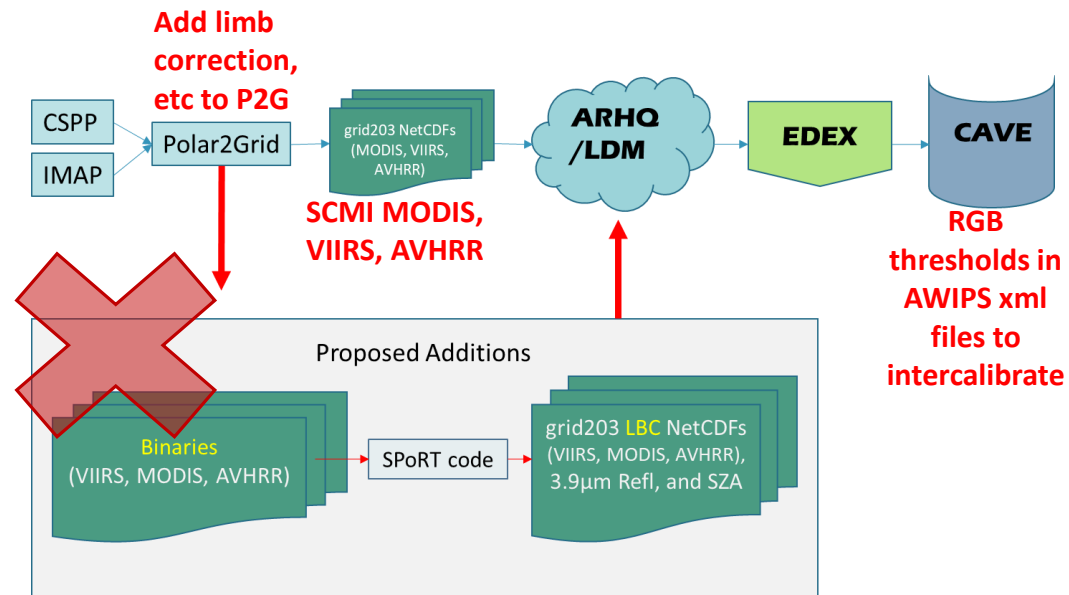 Add limb
correction,
etc to P2G
CSPP
IMAP
Polar2Grid
grid203 NetCDFs
(MODIS, VIIRS,
AVHRR)
SCMI MODIS,
VIIRS, AVHRR
ARHQ
/LDM
EDEX
CAVE
RGB
thresholds in
AWIPS xml
files to
intercalibrate
Proposed Additions
Binaries
(VIIRS, MODIS, AVHRR)
SPoRT code
grid203 LBC NetCDFs
(VIIRS, MODIS, AVHRR),
3.9µm Refl, and SZA